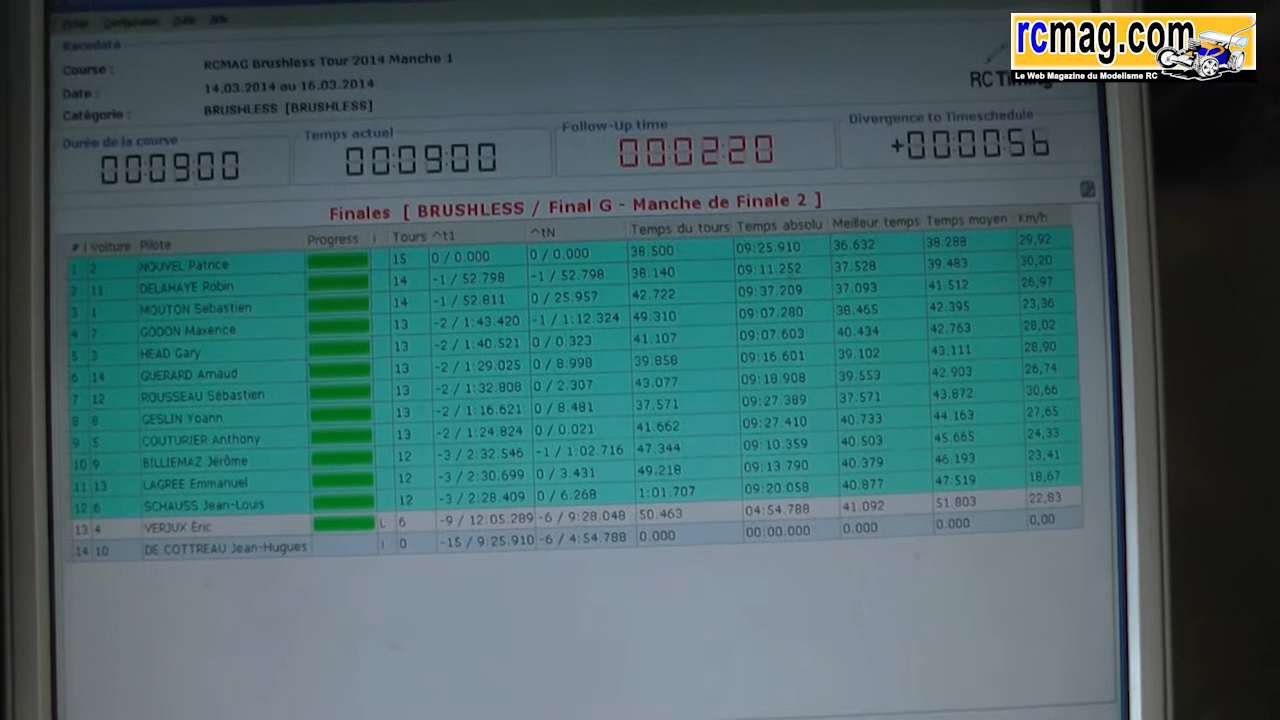 rcmag.com
Le Web Magazine du Modelisme RC
Racedata
Course : RCMAG Brushless Tour 2014 Manche 1
Date : 14.03.2014 au 16.03.2014
Catégorie : BRUSHLESS [BRUSHLESS]
RC Timing
Durée de la course Temps actuel Follow-Up time Divergence to Timeschedule
00:09:00 00:09:00 00:02:20 +00:00:56
Finales [ BRUSHLESS / Final G - Manche de Finale 2 ]
# Voiture Pilote Progress Tours ^t1 ^tN Temps du tours Temps absolu Meilleur temps Temps moyen Km/h
1 2 NOUVEL Patrice 15 0 / 0.000 0 / 0.000 38.500 09:25.910 36.632 38.288 29,92
2 11 DELAHAYE Robin 14 -1 / 52.798 -1 / 52.798 38.140 09:11.252 37.528 39.483 30,20
3 1 MOUTON Sébastien 14 -1 / 52.811 0 / 25.957 42.722 09:37.209 37.093 41.512 26,97
4 7 GODON Maxence 13 -2 / 1:43.420 -1 / 1:12.324 49.310 09:07.280 38.465 42.395 23,36
5 3 HEAD Gary 13 -2 / 1:40.521 0 / 0.323 41.107 09:07.603 40.434 42.763 28,02
6 14 GUERARD Arnaud 13 -2 / 1:29.025 0 / 8.998 39.858 09:16.601 39.102 43.111 28,90
7 12 ROUSSEAU Sébastien 13 -2 / 1:32.808 0 / 2.307 43.077 09:18.908 39.553 42.903 26,74
8 8 GESLIN Yoann 13 -2 / 1:16.621 0 / 8.481 37.571 09:27.389 37.571 43.872 30,66
9 5 COUTURIER Anthony 13 -2 / 1:24.824 0 / 0.021 41.662 09:27.410 40.733 44.163 27,65
10 9 BILLIEMAZ Jérôme 12 -3 / 2:32.546 -1 / 1:02.716 47.344 09:10.359 40.503 45.665 24,33
11 13 LAGREE Emmanuel 12 -3 / 2:30.699 0 / 3.431 49.218 09:13.790 40.379 46.193 23,41
12 6 SCHAUSS Jean-Louis 12 -3 / 2:28.409 0 / 6.268 1:01.707 09:20.058 40.877 47.519 18,67
13 4 VERJUX Éric L 6 -9 / 12:05.289 -6 / 9:28.048 50.463 04:54.788 41.092 51.803 22,83
14 10 DE COTTREAU Jean-Hugues I 0 -15 / 9:25.910 -6 / 4:54.788 0.000 00:00.000 0.000 0.000 0,00